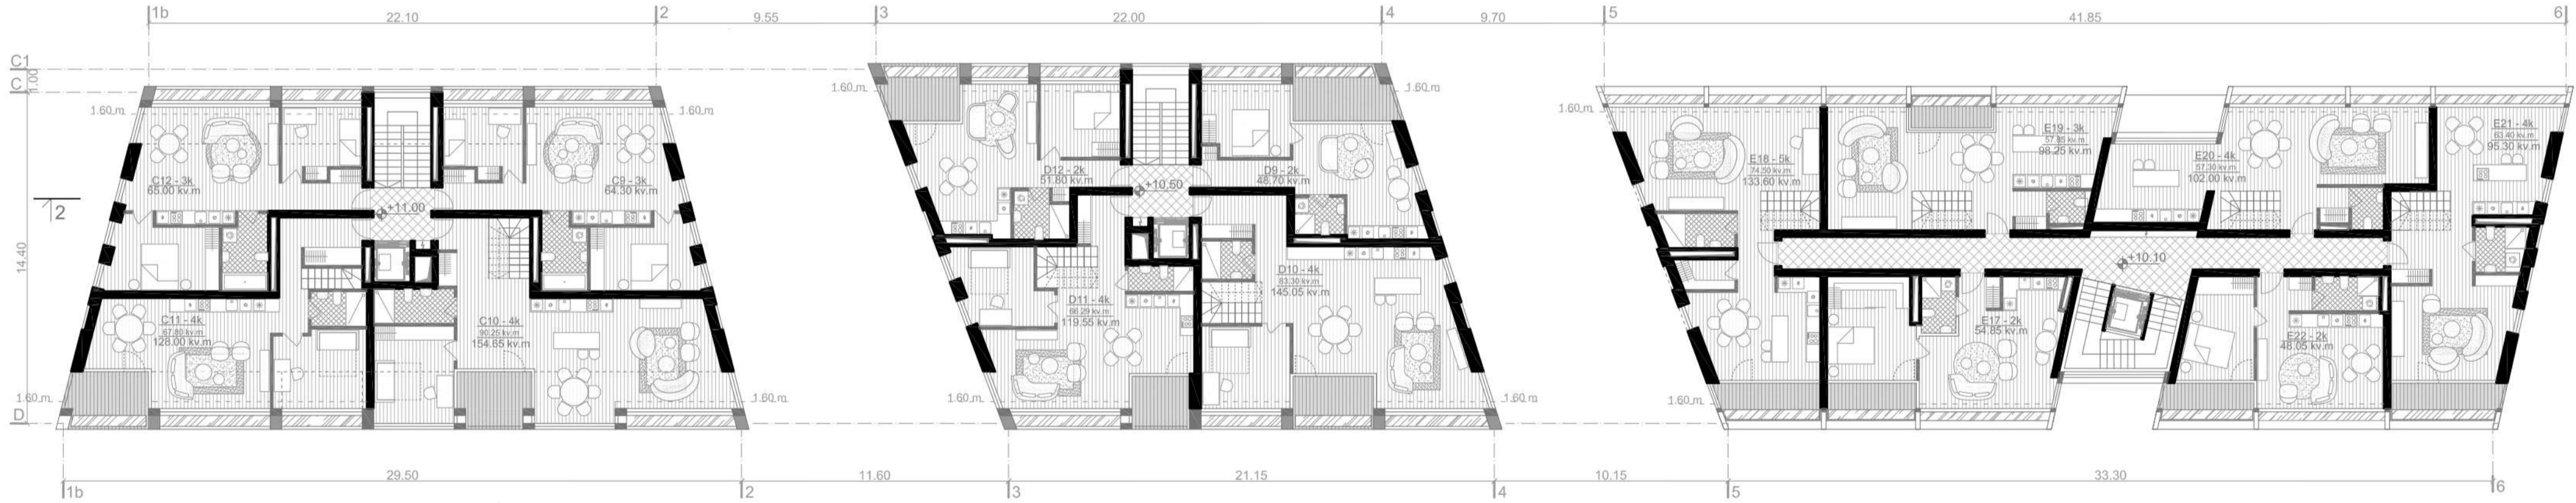 1b
22.10
2
9.55
3
22.00
4
9.70
5
41.85
6
C1
C
1.00
14.40
D
2
1.60 m
1.60 m
C12 - 3k
65.00 kv.m
C9 - 3k
64.30 kv.m
+11.00
C11 - 4k
67.80 kv.m
128.00 kv.m
C10 - 4k
90.25 kv.m
154.65 kv.m
1.60 m
1.60 m
1.60 m
1.60 m
D12 - 2k
51.80 kv.m
D9 - 2k
48.70 kv.m
+10.50
D11 - 4k
66.29 kv.m
119.55 kv.m
D10 - 4k
83.30 kv.m
145.05 kv.m
1.60 m
1.60 m
1.60 m
E18 - 5k
74.50 kv.m
133.60 kv.m
E19 - 3k
57.85 kv.m
98.25 kv.m
E20 - 4k
57.30 kv.m
102.00 kv.m
E21 - 4k
63.40 kv.m
95.30 kv.m
+10.10
E17 - 2k
54.85 kv.m
E22 - 2k
48.05 kv.m
1.60 m
1b
29.50
2
11.60
3
21.15
4
10.15
5
33.30
6